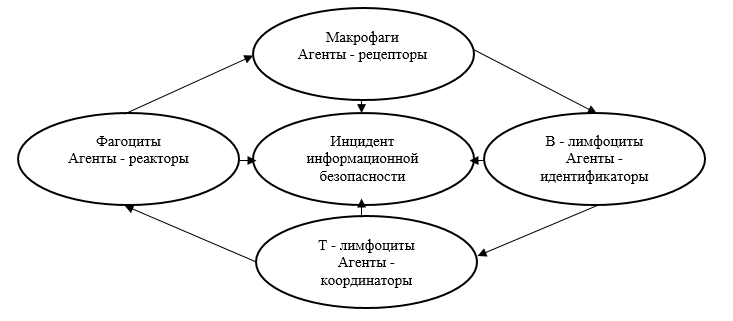 Макрофаги
Агенты - рецепторы
Фагоциты
Агенты - реакторы
Инцидент
информационной
безопасности
В - лимфоциты
Агенты -
идентификаторы
Т - лимфоциты
Агенты -
координаторы